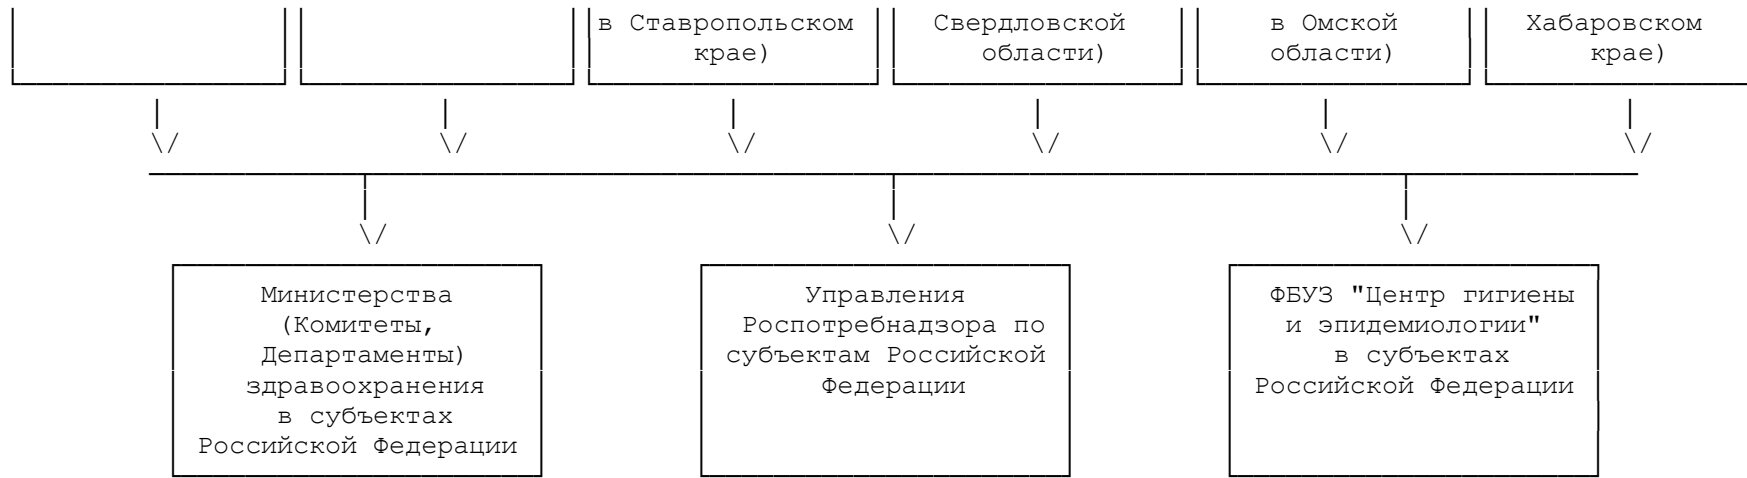 в Ставропольском
крае)
Свердловской
области)
в Омской
области)
Хабаровском
крае)
Министерства
(Комитеты,
Департаменты)
здравоохранения
в субъектах
Российской Федерации
Управления
Роспотребнадзора по
субъектам Российской
Федерации
ФБУЗ "Центр гигиены
и эпидемиологии"
в субъектах
Российской Федерации